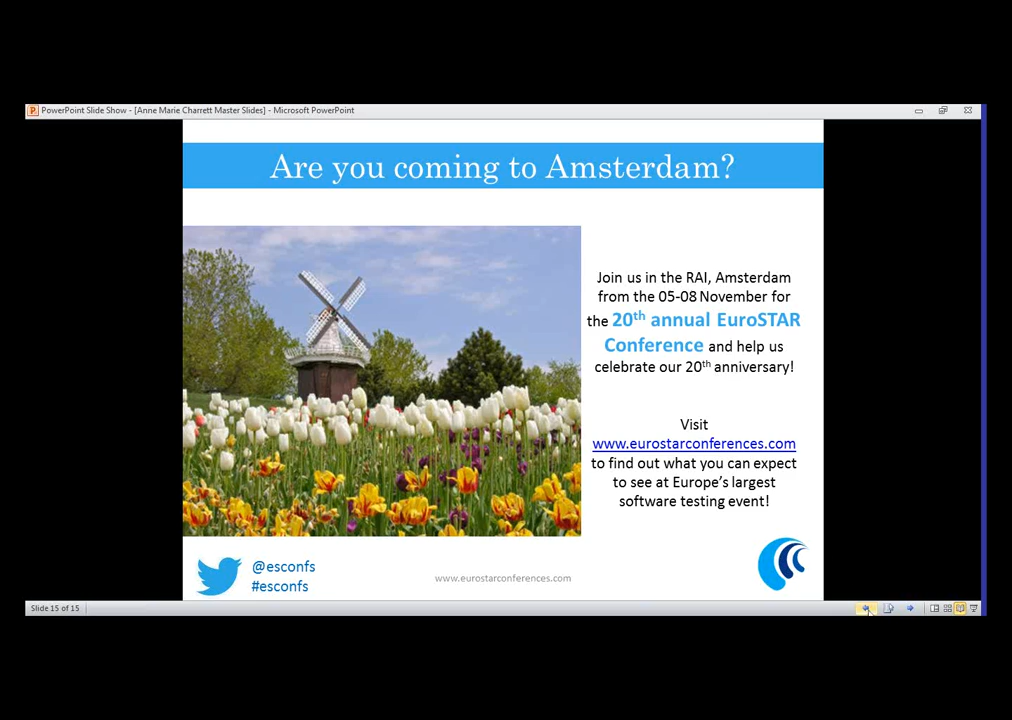 PowerPoint Slide Show - [Anne Marie Charrett Master Slides] - Microsoft PowerPoint
Are you coming to Amsterdam?
Join us in the RAI, Amsterdam
from the 05-08 November for
the 20th annual EuroSTAR
Conference and help us
celebrate our 20th anniversary!
Visit
www.eurostarconferences.com
to find out what you can expect
to see at Europe's largest
software testing event!
@esconfs
#esconfs
www.eurostarconferences.com
Slide 15 of 15